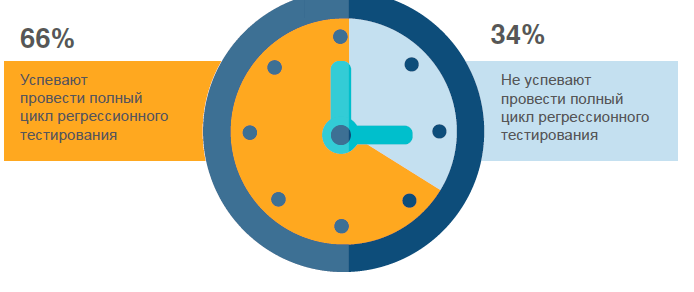 66%
Успевают
провести полный
цикл регрессионного
тестирования
34%
Не успевают
провести полный
цикл регрессионного
тестирования